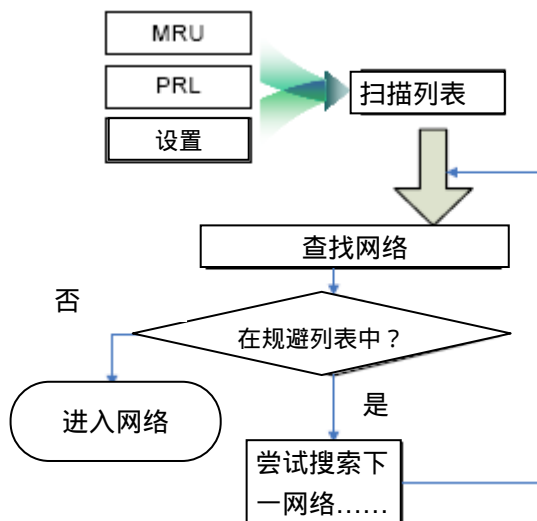 MRU
PRL
设置
扫描列表
查找网络
否
在规避列表中？
进入网络
是
尝试搜索下
一网络……